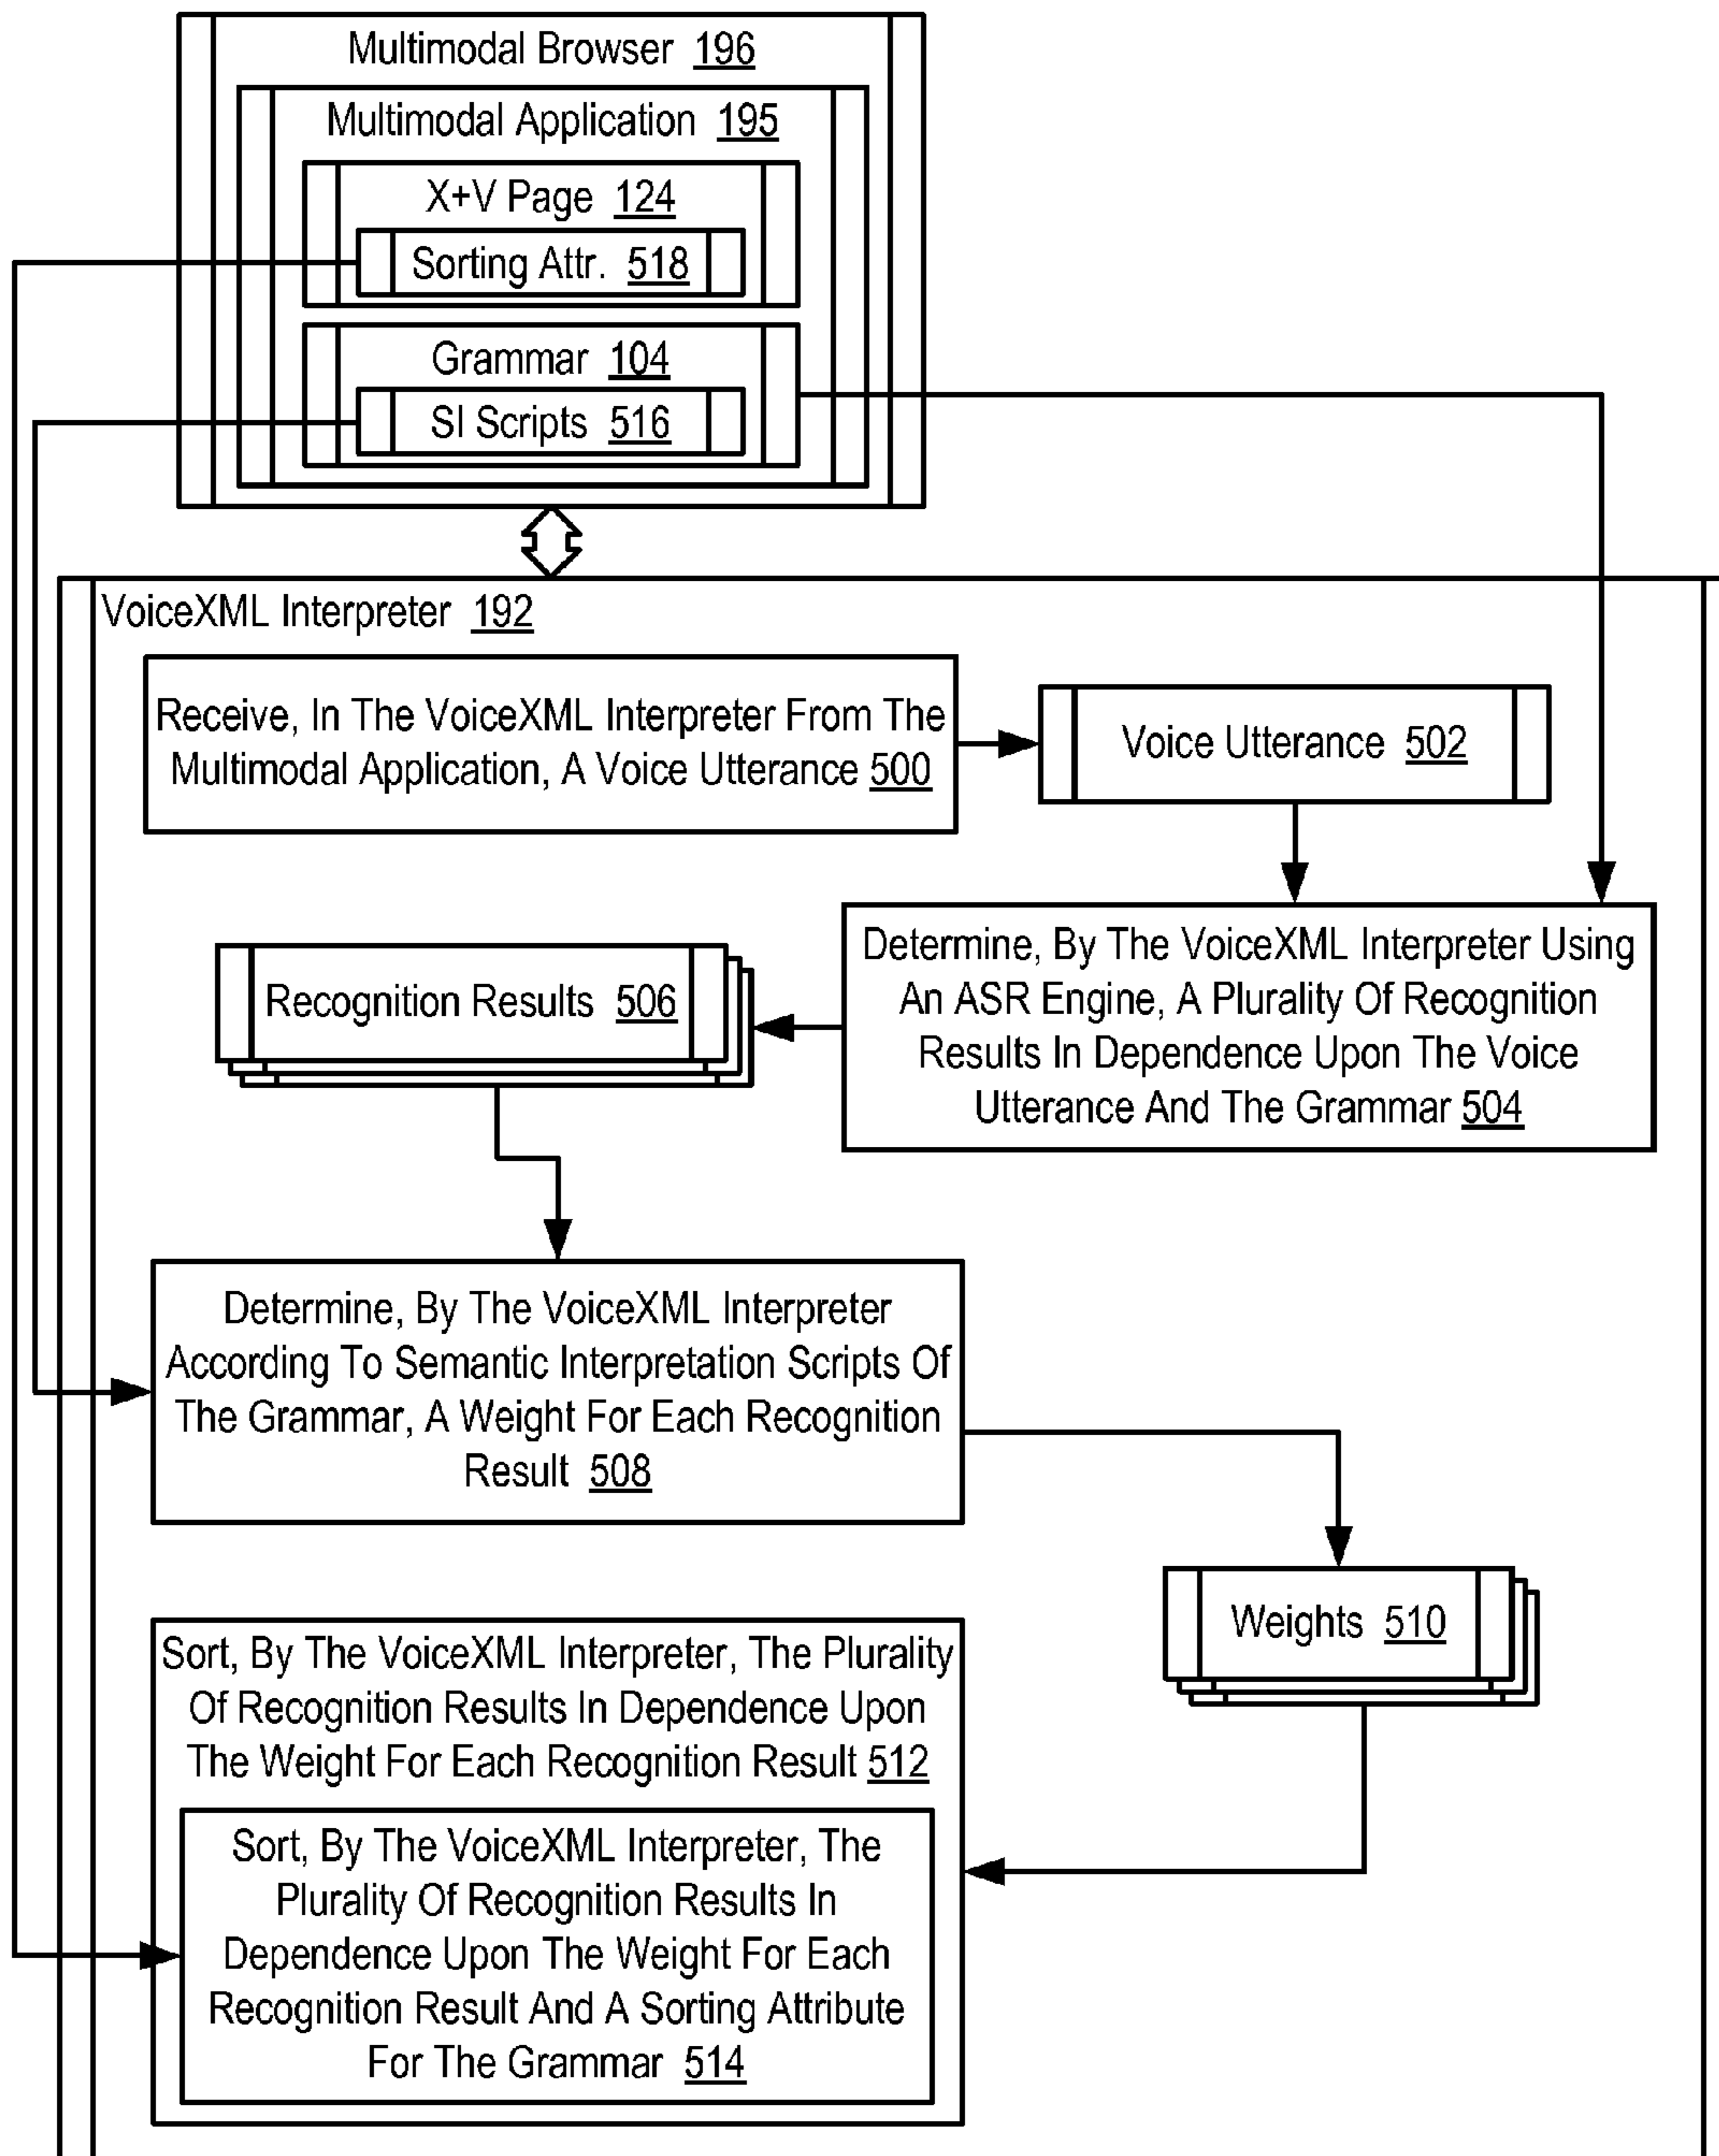 Multimodal Browser 196
Multimodal Application 195
X+V Page 124
Sorting Attr. 518
Grammar 104
SI Scripts 516
VoiceXML Interpreter 192
Receive, In The VoiceXML Interpreter From The
Multimodal Application, A Voice Utterance 500
Voice Utterance 502
Determine, By The VoiceXML Interpreter Using
An ASR Engine, A Plurality Of Recognition
Results In Dependence Upon The Voice
Utterance And The Grammar 504
Recognition Results 506
Determine, By The VoiceXML Interpreter
According To Semantic Interpretation Scripts Of
The Grammar, A Weight For Each Recognition
Result 508
Weights 510
Sort, By The VoiceXML Interpreter, The Plurality
Of Recognition Results In Dependence Upon
The Weight For Each Recognition Result 512
Sort, By The VoiceXML Interpreter, The
Plurality Of Recognition Results In
Dependence Upon The Weight For Each
Recognition Result And A Sorting Attribute
For The Grammar 514